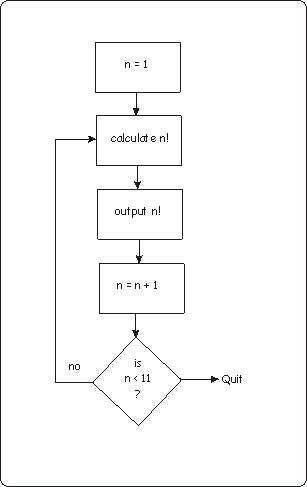 n = 1
calculate n!
output n!
n = n + 1
is
n < 11
?
no
Quit